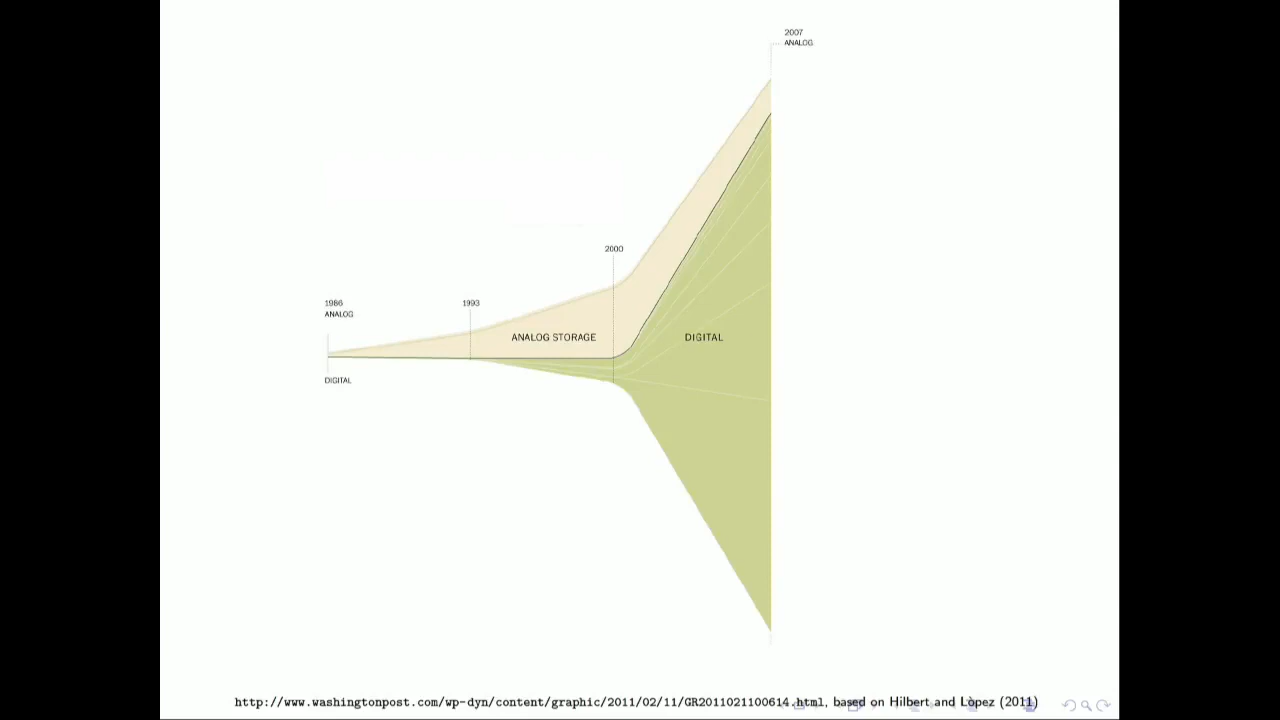 2007
ANALOG
2000
1986
ANALOG
1993
ANALOG STORAGE
DIGITAL
DIGITAL
http://www.washingtonpost.com/wp-dyn/content/graphic/2011/02/11/GR2011021100614.html, based on Hilbert and Lòpez (2011)